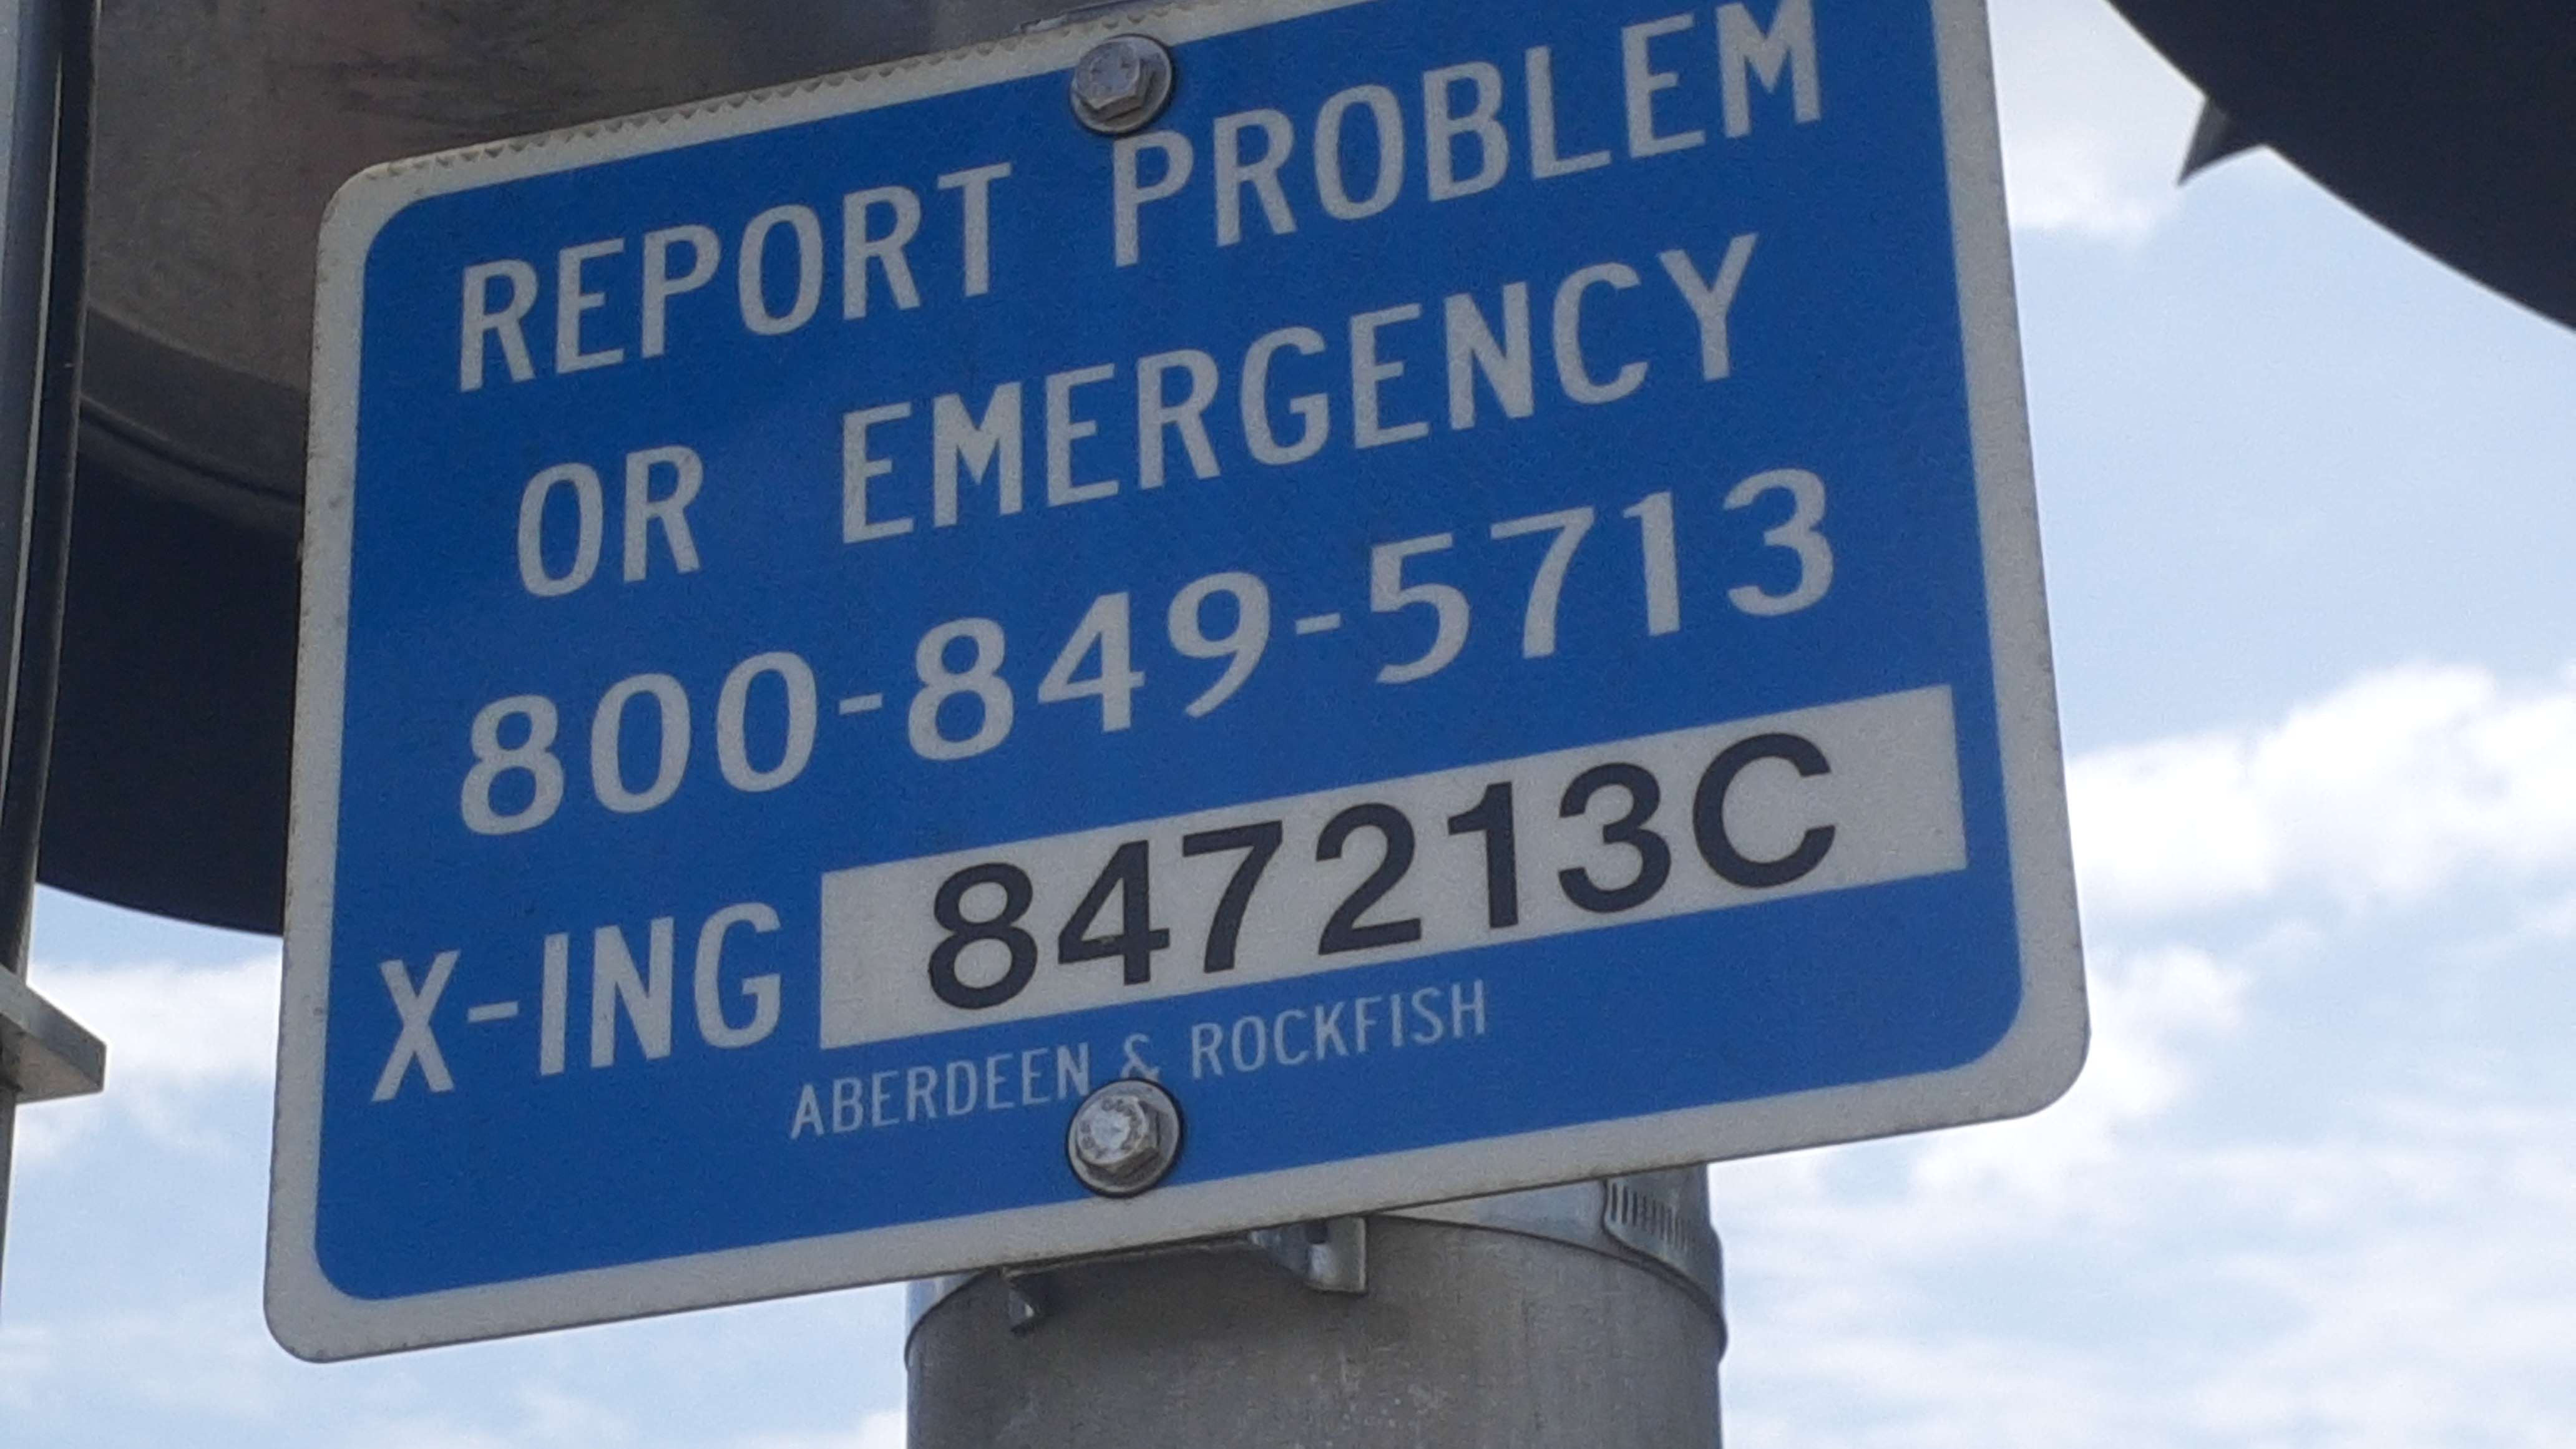 REPORT PROBLEM
OR EMERGENCY
800-849-5713
X-ING 847213C
ABERDEEN & ROCKFISH